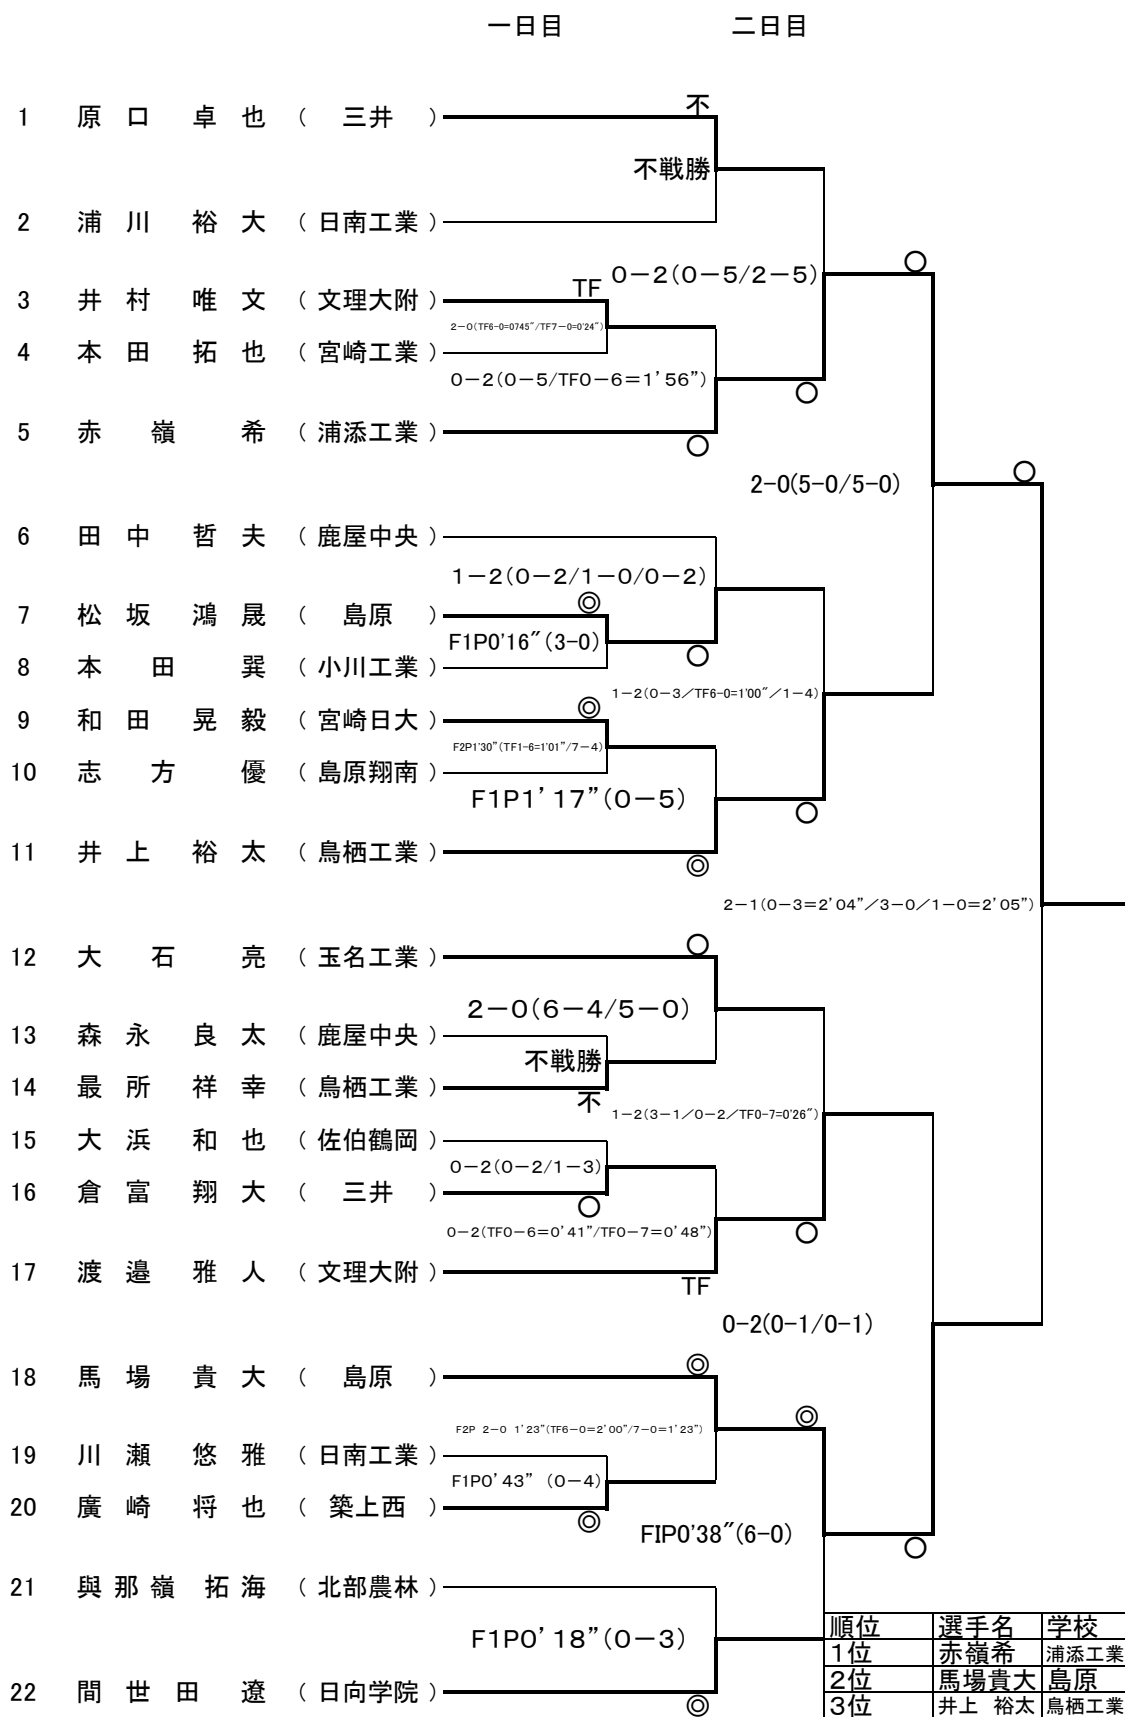 一日目 二日目
不
1 原口 卓也 ( 三井 )
不戦勝
2 浦川 裕大 ( 日南工業 )
○
0-2(0-5/2-5)
TF
3 井村 唯文 ( 文理大附 )
2-0(TF6-0=0745"/TF7-0=0'24")
4 本田 拓也 ( 宮崎工業 )
0-2(0-5/TF0-6=1'56")
○
5 赤嶺 希 ( 浦添工業 )
○
○
2-0(5-0/5-0)
6 田中 哲夫 ( 鹿屋中央 )
1-2(0-2/1-0/0-2)
◎
7 松坂 鴻晟 ( 島原 )
F1P0'16"(3-0)
○
8 本田 巽 ( 小川工業 )
1-2(0-3/TF6-0=1'00"/1-4)
◎
9 和田 晃毅 ( 宮崎日大 )
F2P1'30"(TF1-6=1'01"/7-4)
10 志方 優 ( 島原翔南 )
F1P1'17"(0-5)
○
11 井上 裕太 ( 鳥栖工業 )
◎
2-1(0-3=2'04"/3-0/1-0=2'05")
○
12 大石 亮 ( 玉名工業 )
2-0(6-4/5-0)
13 森永 良太 ( 鹿屋中央 )
不戦勝
14 最所 祥幸 ( 鳥栖工業 )
不
1-2(3-1/0-2/TF0-7=0'26")
15 大浜 和也 ( 佐伯鶴岡 )
0-2(0-2/1-3)
16 倉富 翔大 ( 三井 )
○
0-2(TF0-6=0'41"/TF0-7=0'48")
○
17 渡邉 雅人 ( 文理大附 )
TF
0-2(0-1/0-1)
◎
18 馬場 貴大 ( 島原 )
◎
F2P 2-0 1'23"(TF6-0=2'00"/7-0=1'23")
19 川瀬 悠雅 ( 日南工業 )
F1P0'43" (0-4)
20 廣崎 将也 ( 築上西 )
◎
FIP0'38"(6-0)
○
21 與那嶺 拓海 ( 北部農林 )
F1P0'18"(0-3)
22 間世田 遼 ( 日向学院 )
◎
順位 選手名 学校
1位 赤嶺希 浦添工業
2位 馬場貴大 島原
3位 井上 裕太 鳥栖工業